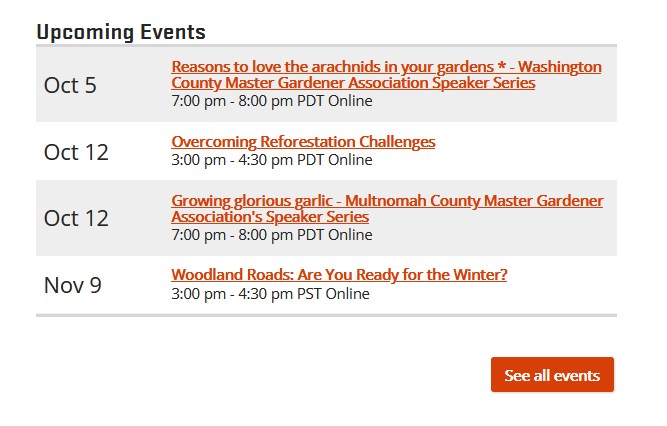 Upcoming Events
Oct 5
Reasons to love the arachnids in your gardens * - Washington
County Master Gardener Association Speaker Series
7:00 pm - 8:00 pm PDT Online
Oct 12
Overcoming Reforestation Challenges
3:00 pm - 4:30 pm PDT Online
Oct 12
Growing glorious garlic - Multnomah County Master Gardener
Association's Speaker Series
7:00 pm - 8:00 pm PDT Online
Nov 9
Woodland Roads: Are You Ready for the Winter?
3:00 pm - 4:30 pm PST Online
See all events